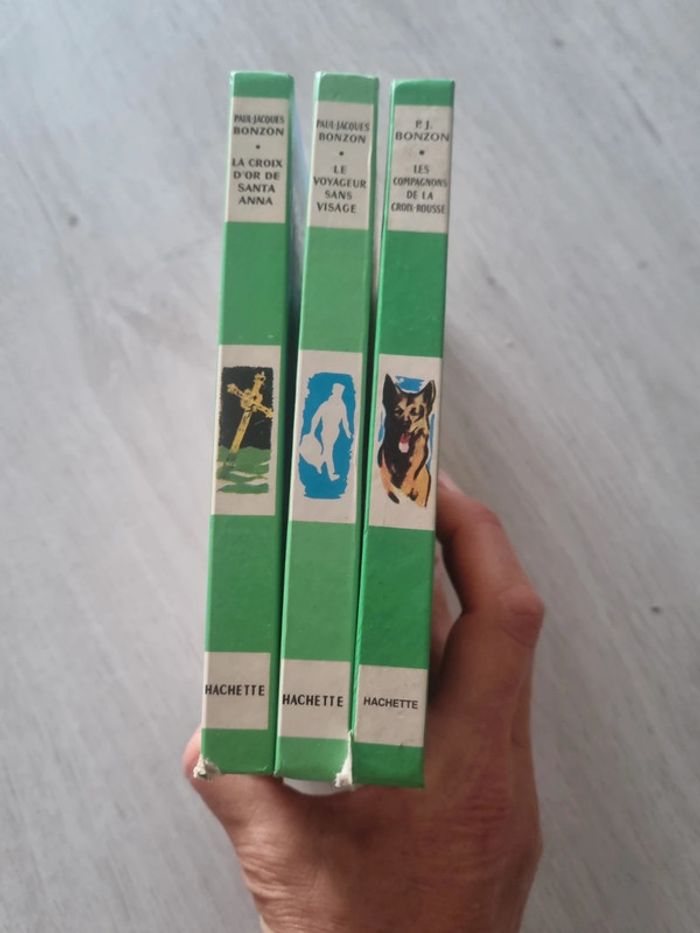 PAUL-JACQUES
BONZON
•
LA CROIX
D'OR DE
SANTA
ANNA
HACHETTE
PAUL-JACQUES
BONZON
•
LE
VOYAGEUR
SANS
VISAGE
HACHETTE
P. J.
BONZON
•
LES
COMPAGNONS
DE LA
CROIX-ROUSSE
HACHETTE